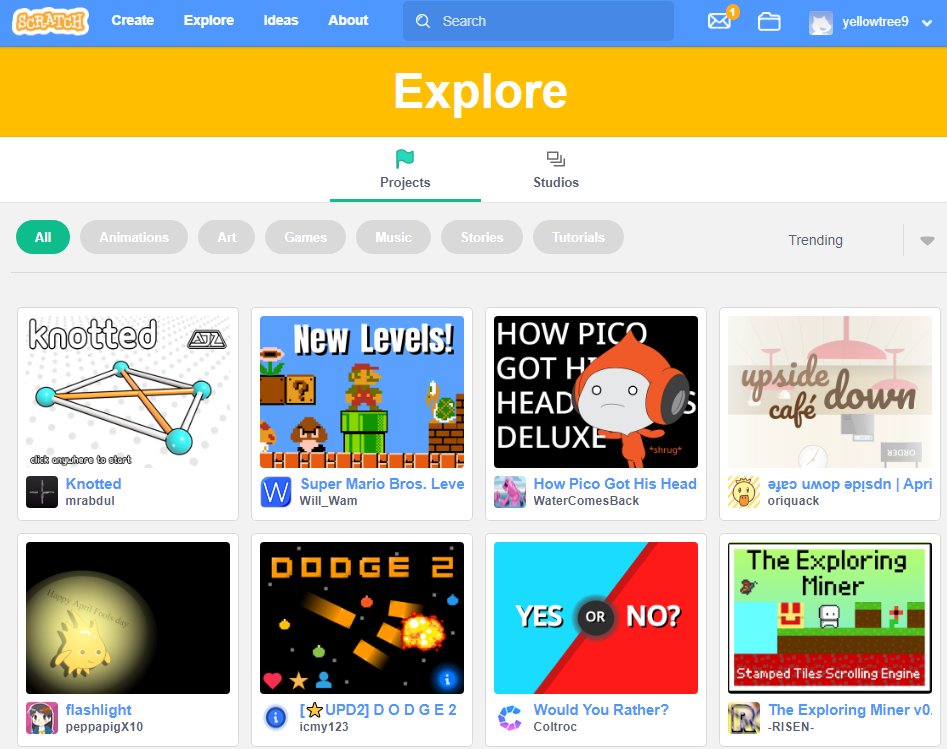 SCRATCH Create Explore Ideas About Search 1 yellowtree9
Explore
Projects Studios
All Animations Art Games Music Stories Tutorials Trending
knotted
click anywhere to start
Knotted
mrabdul
New Levels!
Super Mario Bros. Leve
Will_Wam
HOW PICO
GOT HI S
HEAD S
DELUXE
*shrug*
How Pico Got His Head
WaterComesBack
upside
down
café
ORDER
ǝɟɐɔ uʍop ǝpᴉsdn | Apri
oriquack
Happy April Fools day
flashlight
peppapigX10
DODGE 2
i
[⭐UPD2] D O D G E 2
icmy123
YES OR NO?
Would You Rather?
Coltroc
The Exploring
Miner
Stamped Tiles Scrolling Engine
The Exploring Miner v0.
-RISEN-